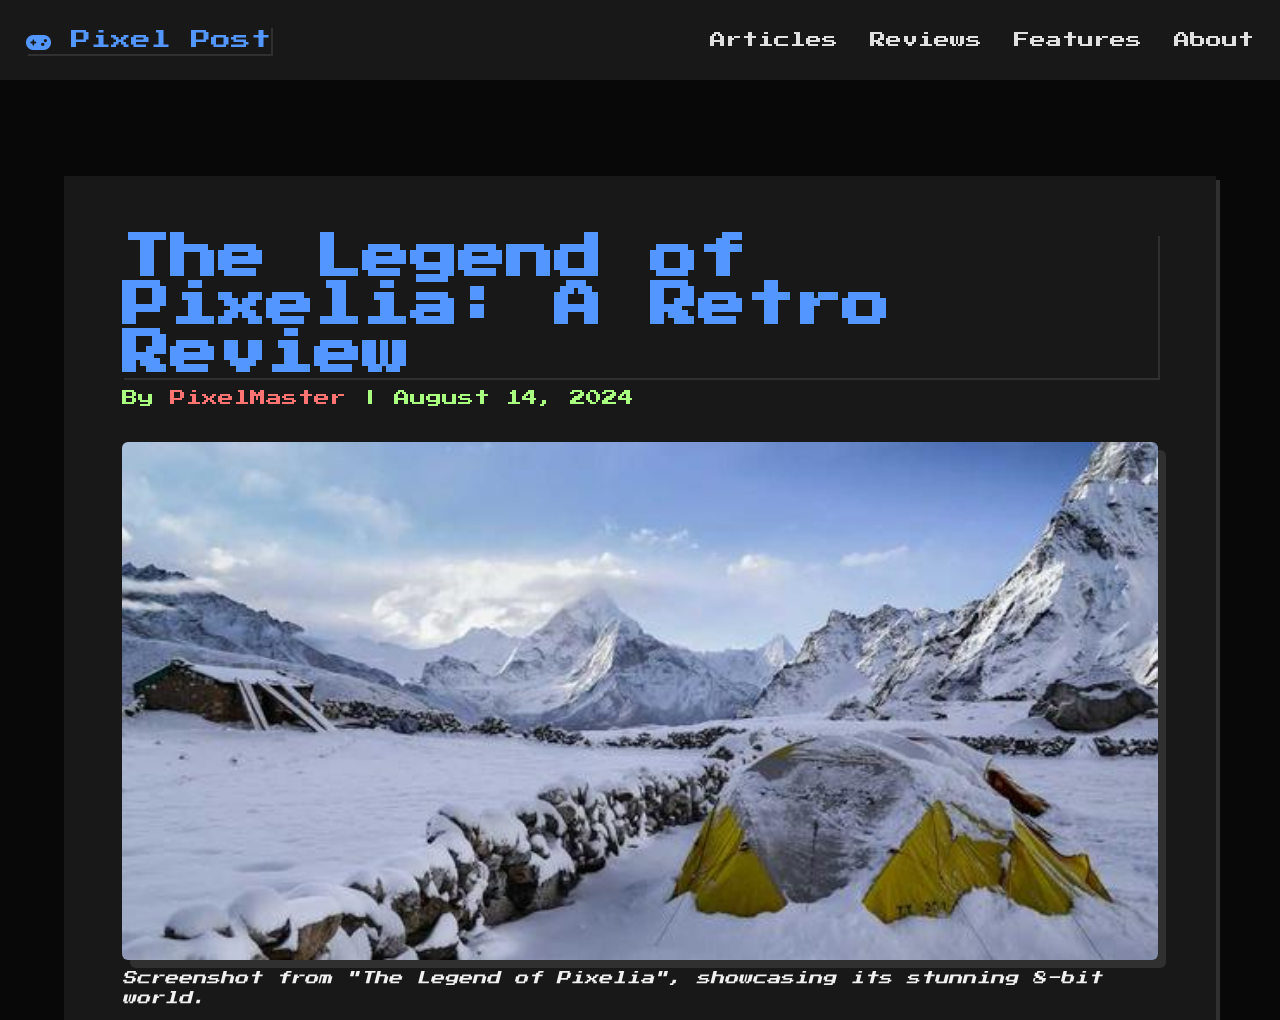 Pixel Post
Articles Reviews Features About
The Legend of
Pixelia: A Retro
Review
By PixelMaster | August 14, 2024
Screenshot from "The Legend of Pixelia", showcasing its stunning 8-bit
world.